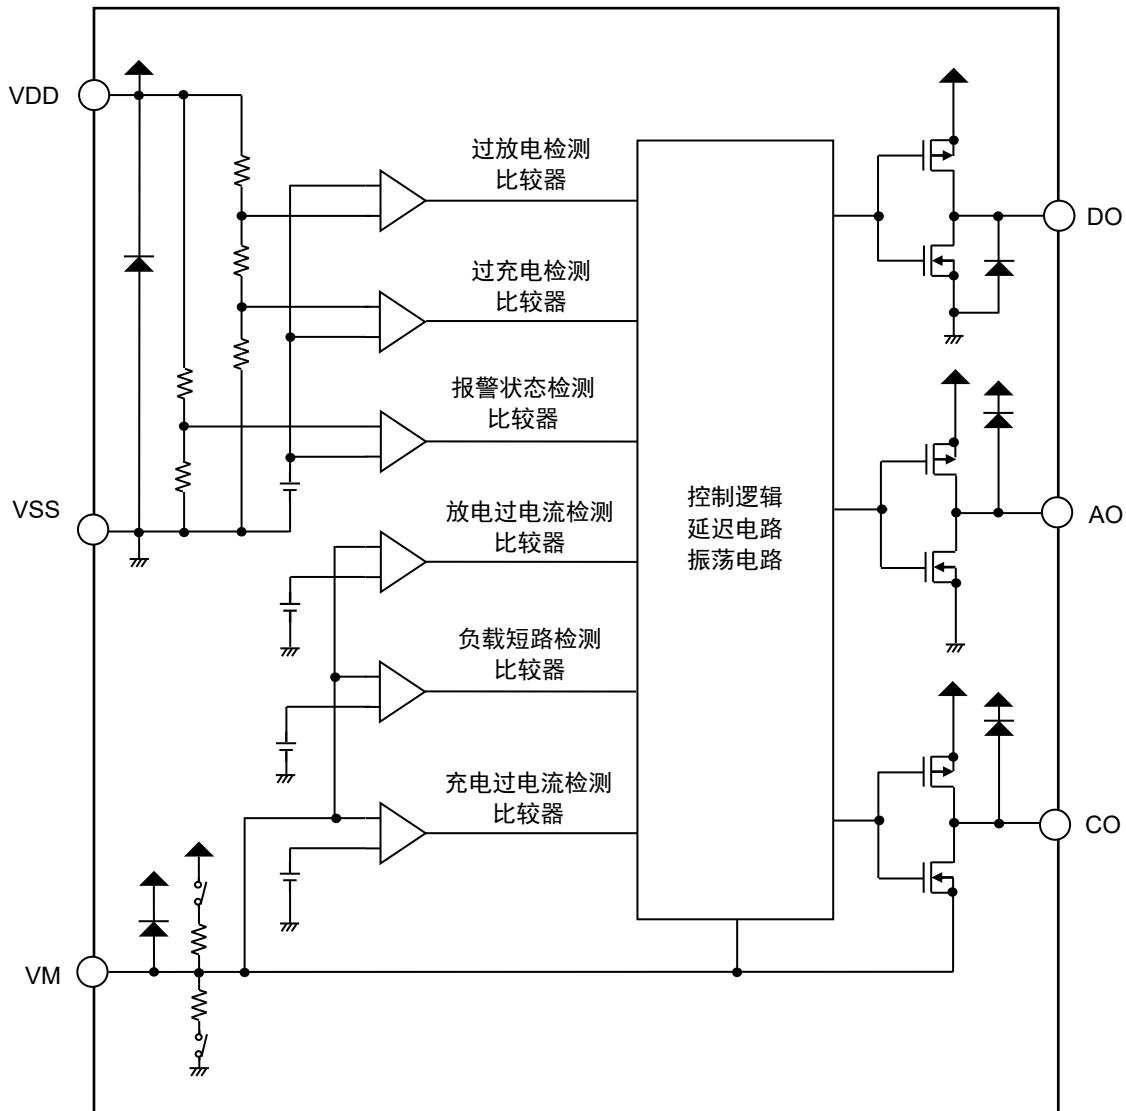 VDD
VSS
VM
过放电检测
比较器
过充电检测
比较器
报警状态检测
比较器
放电过电流检测
比较器
负载短路检测
比较器
充电过电流检测
比较器
控制逻辑
延迟电路
振荡电路
DO
AO
CO